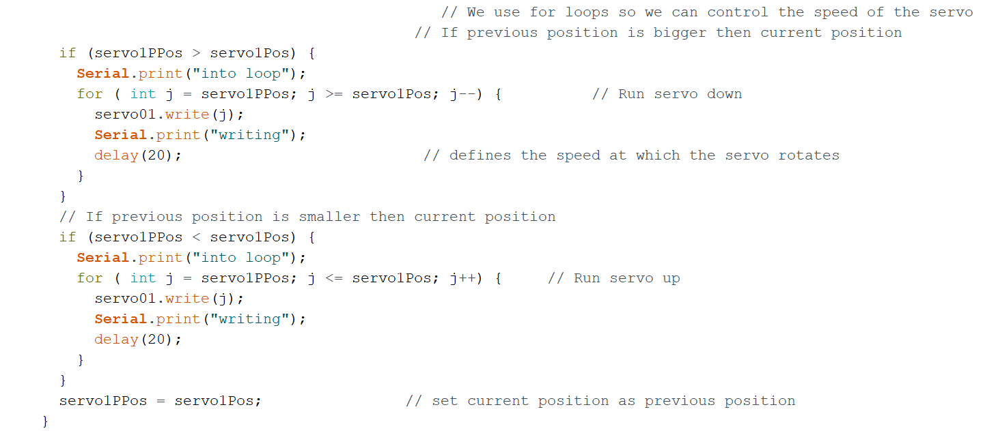 // We use for loops so we can control the speed of the servo
// If previous position is bigger then current position
if (servo1PPos > servo1Pos) {
Serial.print("into loop");
for ( int j = servo1PPos; j >= servo1Pos; j--) { // Run servo down
servo01.write(j);
Serial.print("writing");
delay(20); // defines the speed at which the servo rotates
}
}
// If previous position is smaller then current position
if (servo1PPos < servo1Pos) {
Serial.print("into loop");
for ( int j = servo1PPos; j <= servo1Pos; j++) { // Run servo up
servo01.write(j);
Serial.print("writing");
delay(20);
}
}
servo1PPos = servo1Pos; // set current position as previous position
}